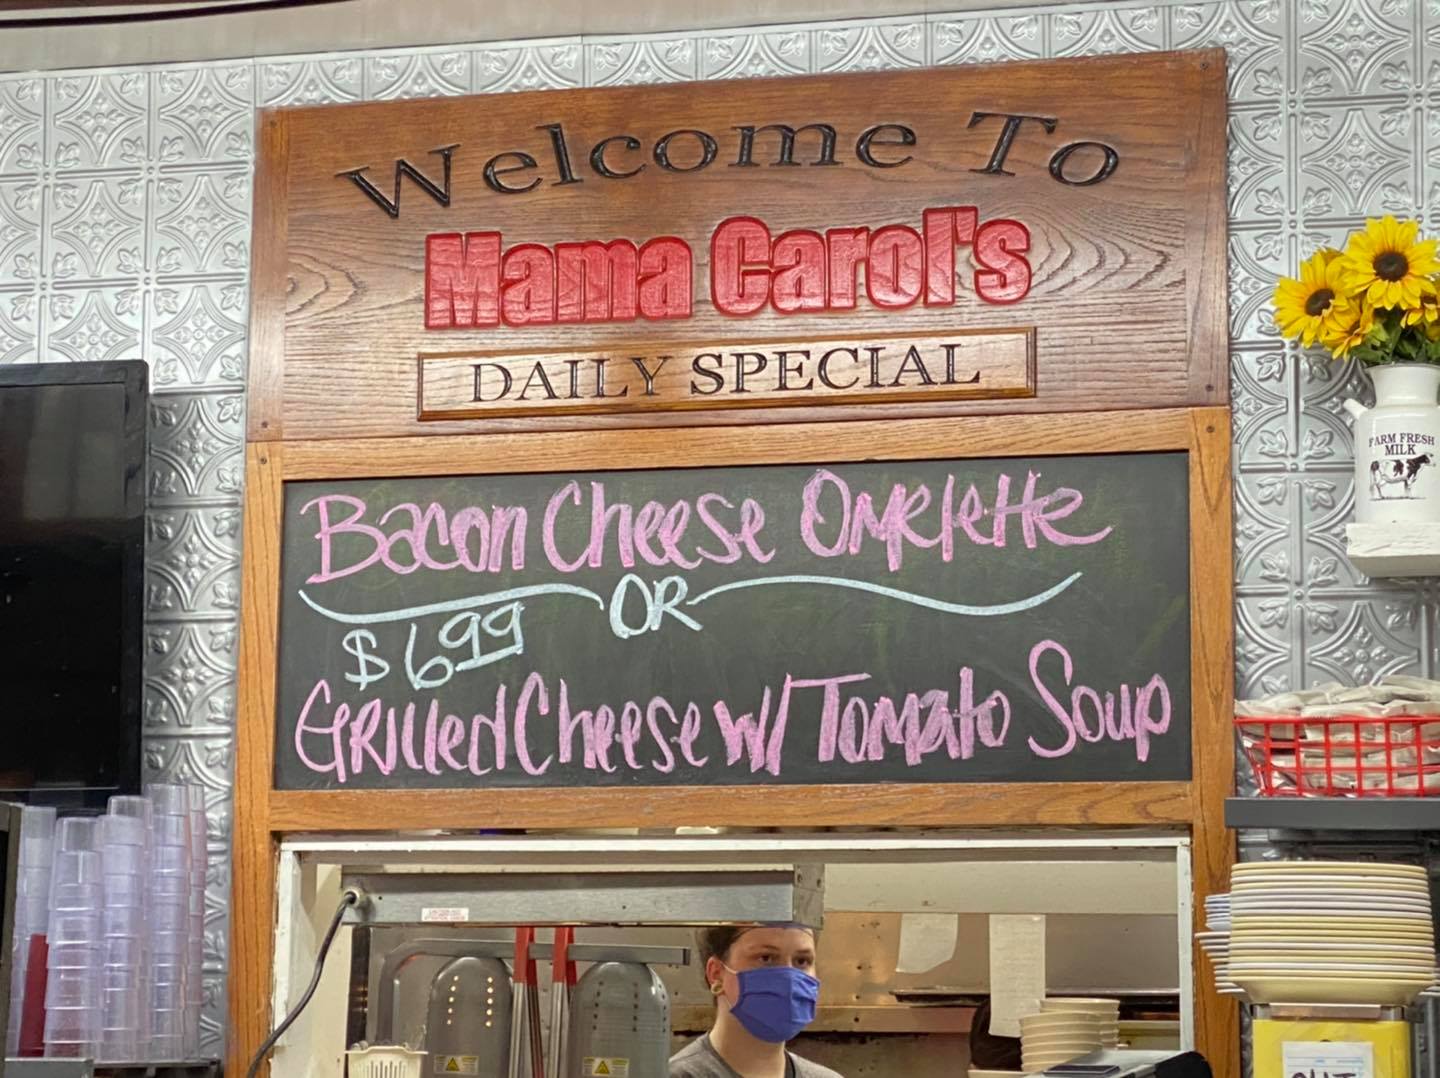 Welcome To
Mama Carol's
DAILY SPECIAL
Bacon Cheese Omelette
OR
$6.99
Grilled Cheese w/ Tomato Soup
FARM FRESH
MILK